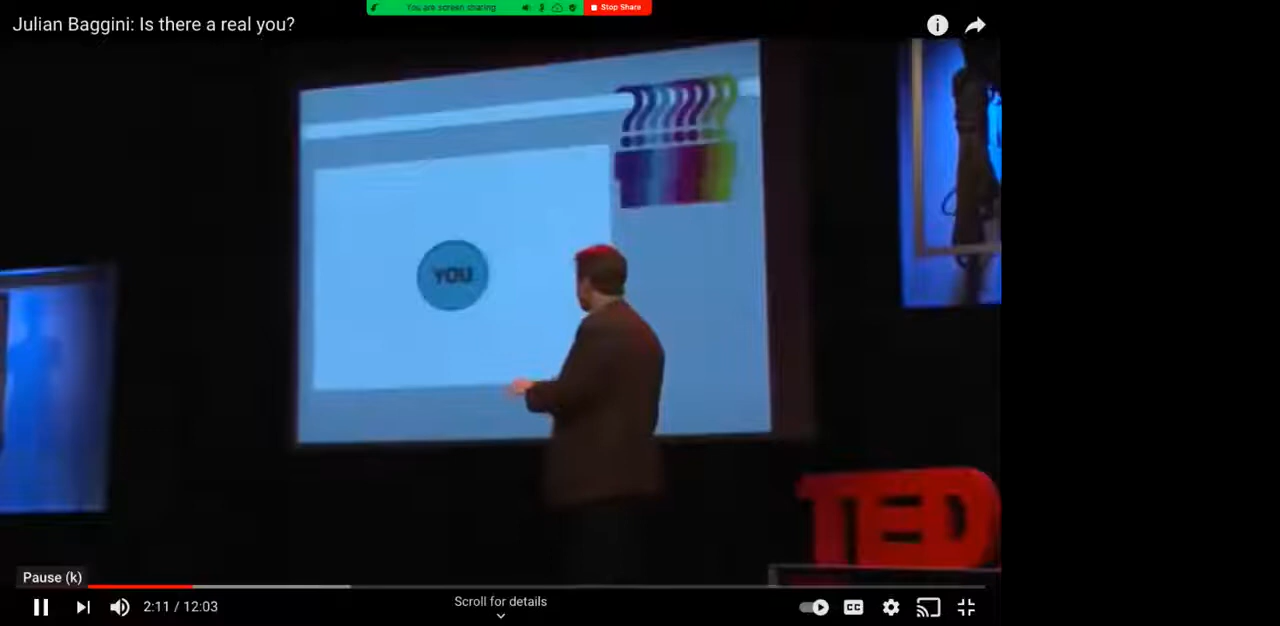 You are screen sharing
Stop Share
Julian Baggini: Is there a real you?
YOU
TED
Pause (k)
2:11 / 12:03
Scroll for details
CC